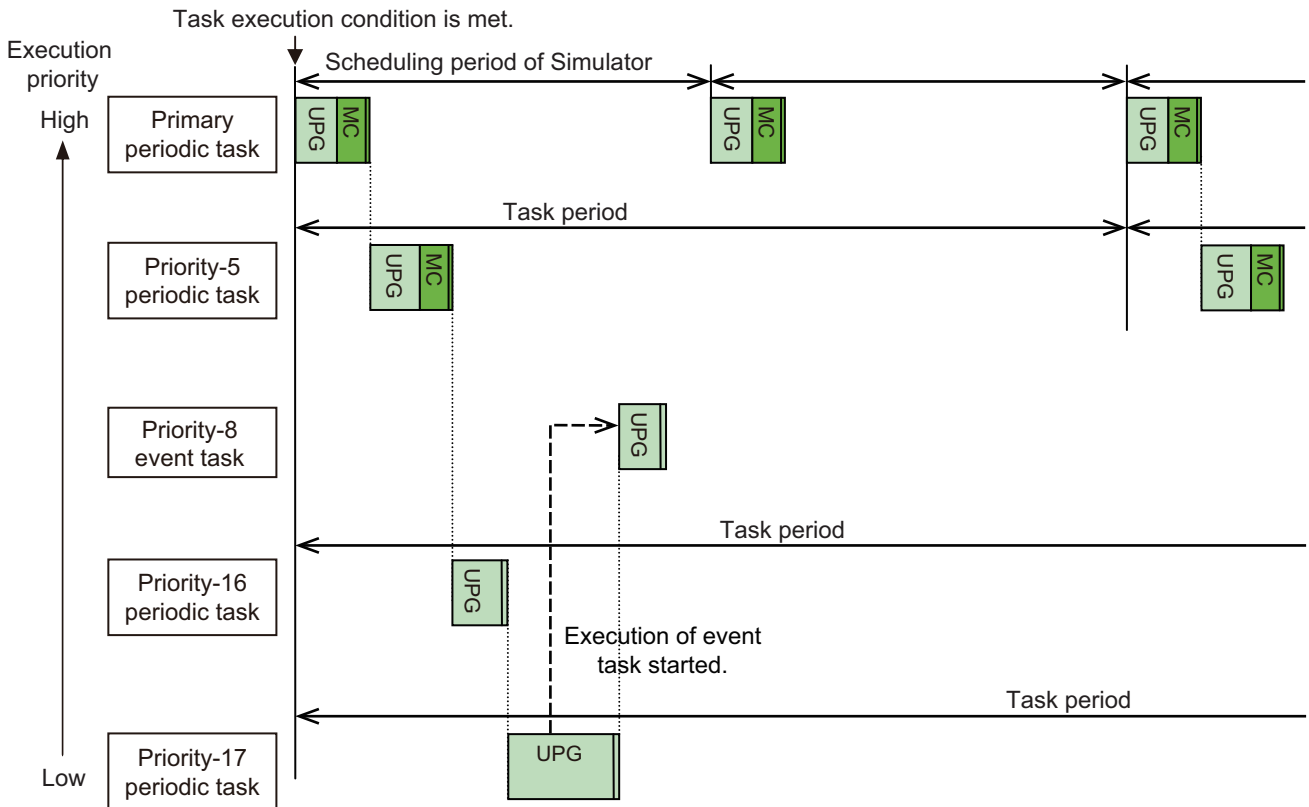 Task execution condition is met.
Execution
priority
Scheduling period of Simulator
High
Primary
periodic task
UPG
MC
UPG
MC
UPG
MC
Task period
Priority-5
periodic task
UPG
MC
UPG
MC
Priority-8
event task
UPG
Task period
Priority-16
periodic task
UPG
Execution of event
task started.
Task period
Low
Priority-17
periodic task
UPG